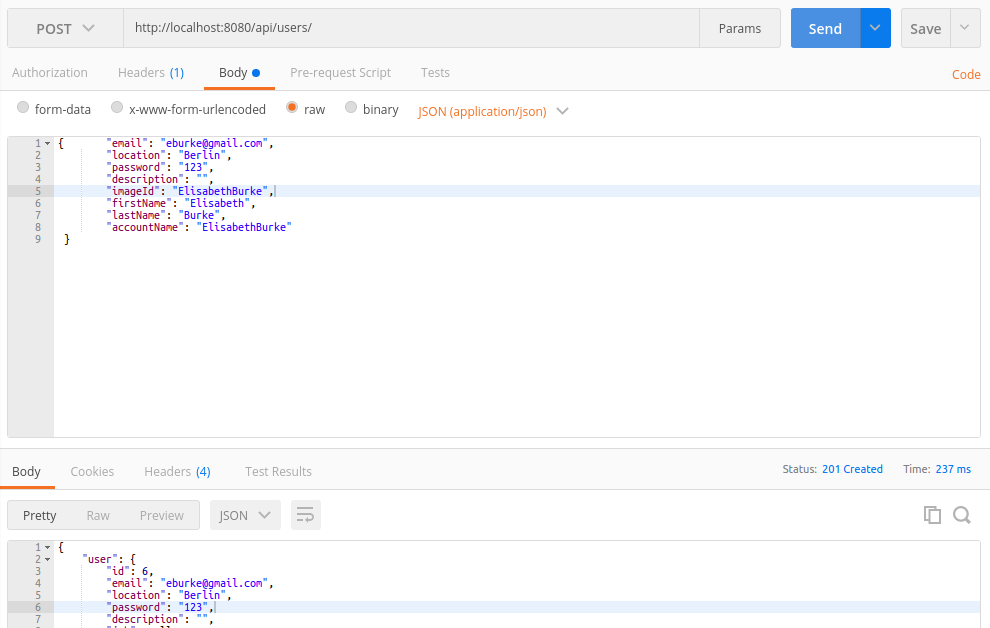 POST http://localhost:8080/api/users/ Params Send Save
Authorization Headers (1) Body Pre-request Script Tests Code
form-data x-www-form-urlencoded raw binary JSON (application/json)
1 { "email": "eburke@gmail.com",
2 "location": "Berlin",
3 "password": "123",
4 "description": "",
5 "imageId": "ElisabethBurke",
6 "firstName": "Elisabeth",
7 "lastName": "Burke",
8 "accountName": "ElisabethBurke"
9 }
Body Cookies Headers (4) Test Results Status: 201 Created Time: 237 ms
Pretty Raw Preview JSON
1 {
2 "user": {
3 "id": 6,
4 "email": "eburke@gmail.com",
5 "location": "Berlin",
6 "password": "123",
7 "description": "",